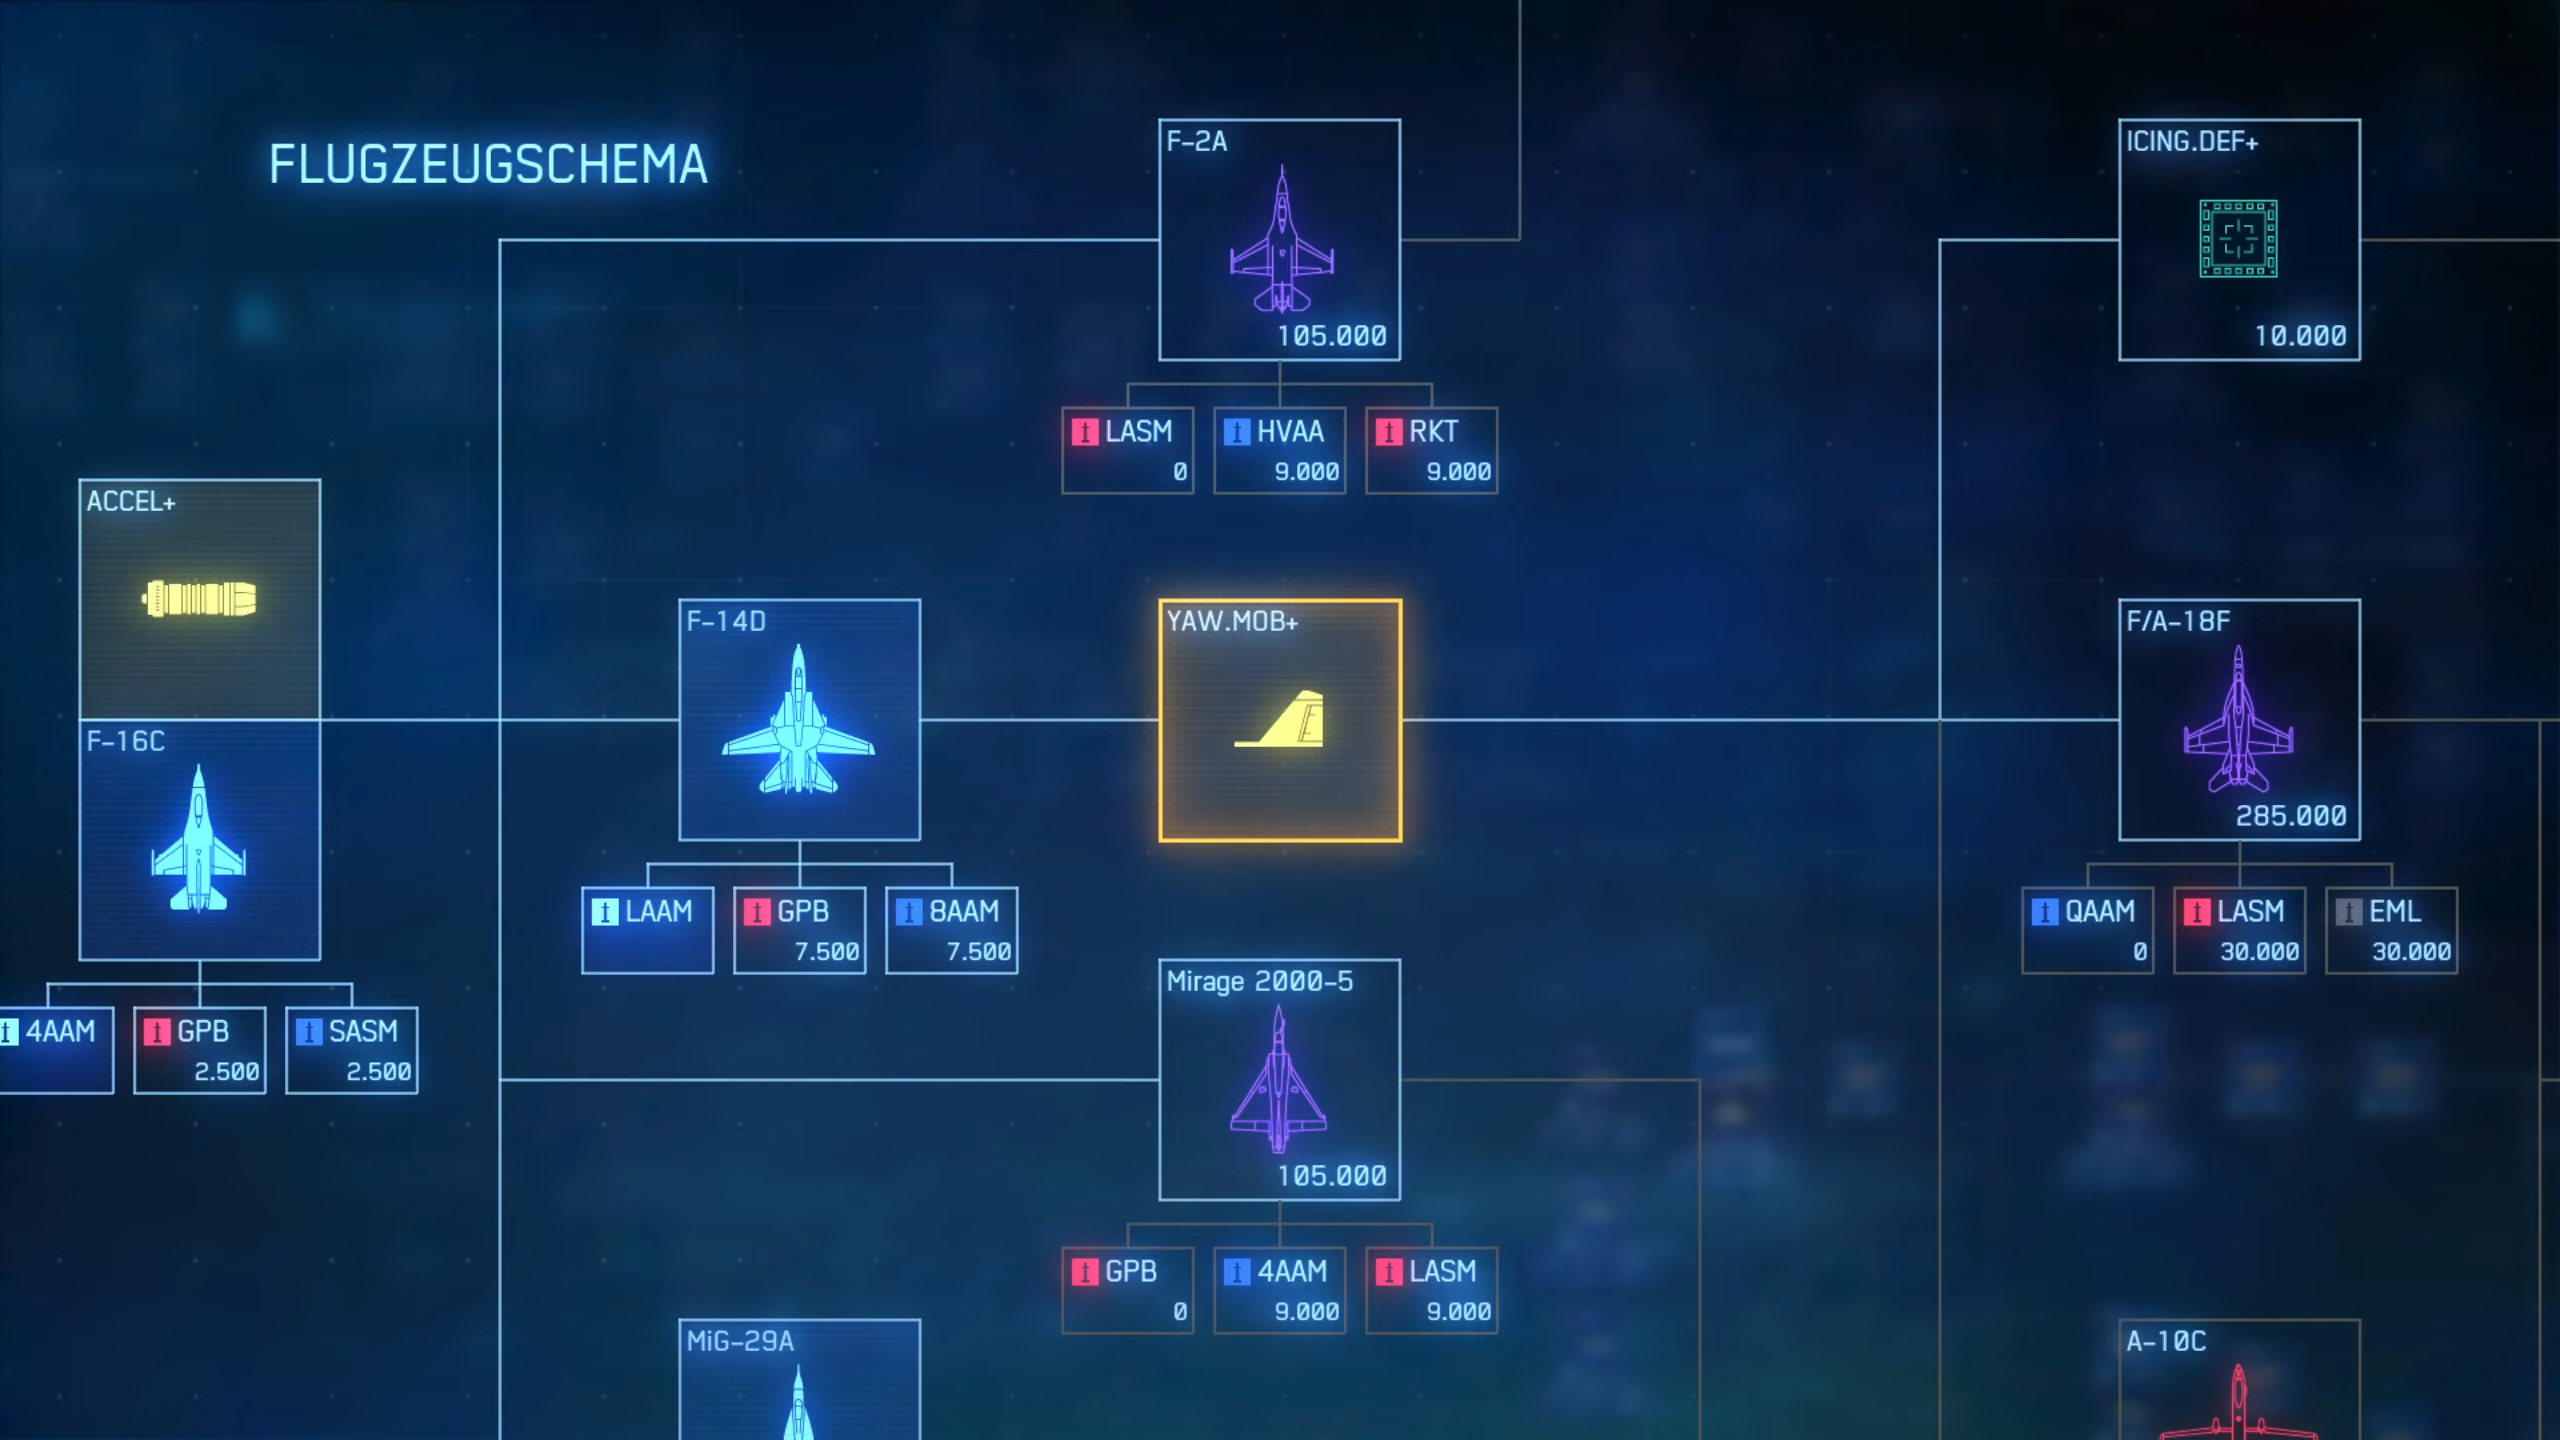 FLUGZEUGSCHEMA
F-2A
105.000
LASM
0
HVAA
9.000
RKT
9.000
ICING.DEF+
10.000
ACCEL+
F-16C
4AAM
GPB
2.500
SASM
2.500
F-14D
LAAM
GPB
7.500
8AAM
7.500
YAW.MOB+
F/A-18F
285.000
QAAM
0
LASM
30.000
EML
30.000
Mirage 2000-5
105.000
GPB
0
4AAM
9.000
LASM
9.000
MiG-29A
A-10C